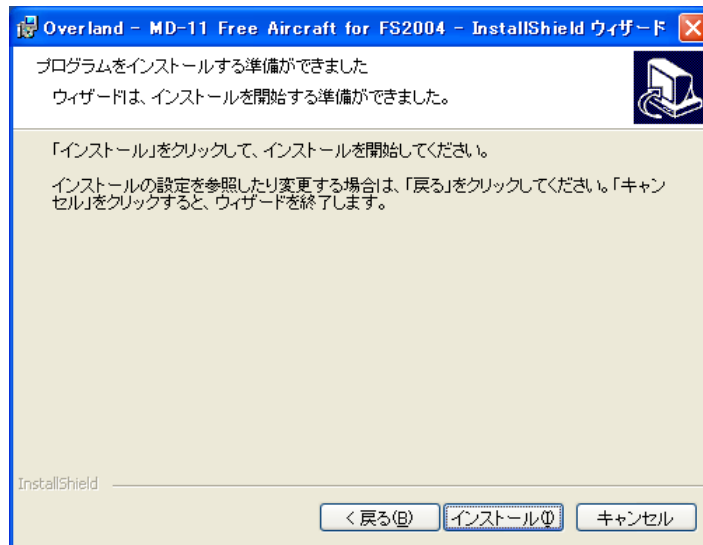 Overland - MD-11 Free Aircraft for FS2004 - InstallShield ウィザード
プログラムをインストールする準備ができました
ウィザードは、インストールを開始する準備ができました。
「インストール」をクリックして、インストールを開始してください。
インストールの設定を参照したり変更する場合は、「戻る」をクリックしてください。「キャン
セル」をクリックすると、ウィザードを終了します。
InstallShield
< 戻る(B)
インストール(I)
キャンセル